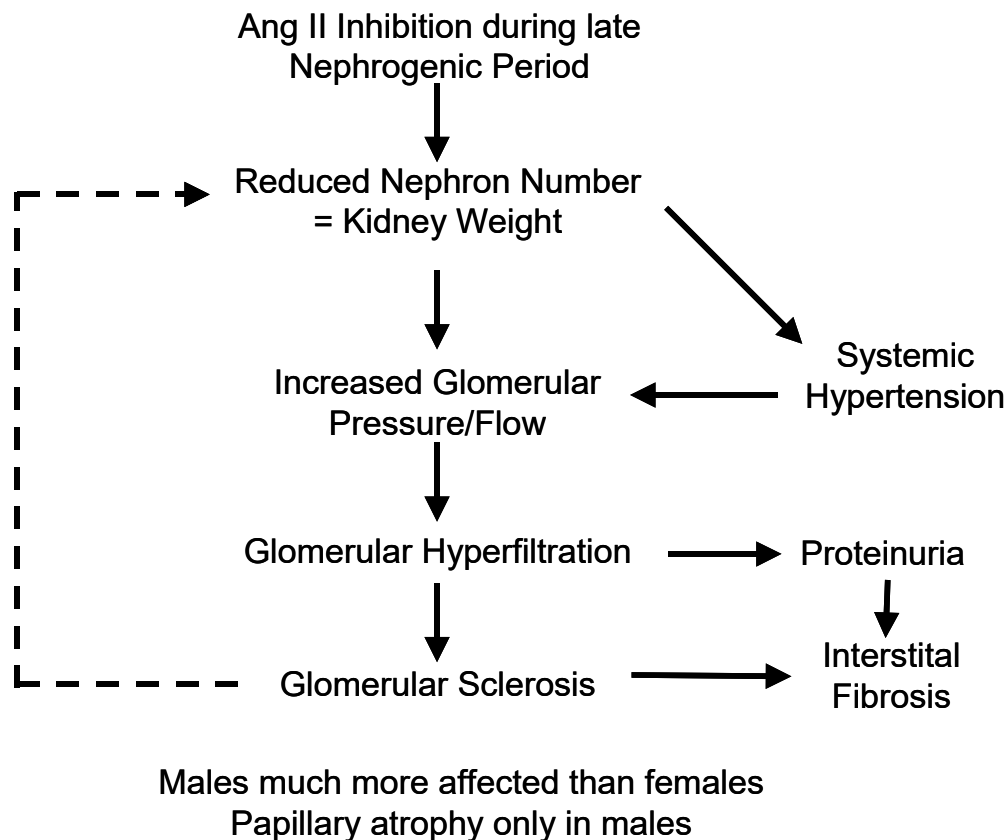 Ang II Inhibition during late
Nephrogenic Period
Reduced Nephron Number
= Kidney Weight
Systemic
Hypertension
Increased Glomerular
Pressure/Flow
Glomerular Hyperfiltration
Proteinuria
Glomerular Sclerosis
Interstital
Fibrosis
Males much more affected than females
Papillary atrophy only in males